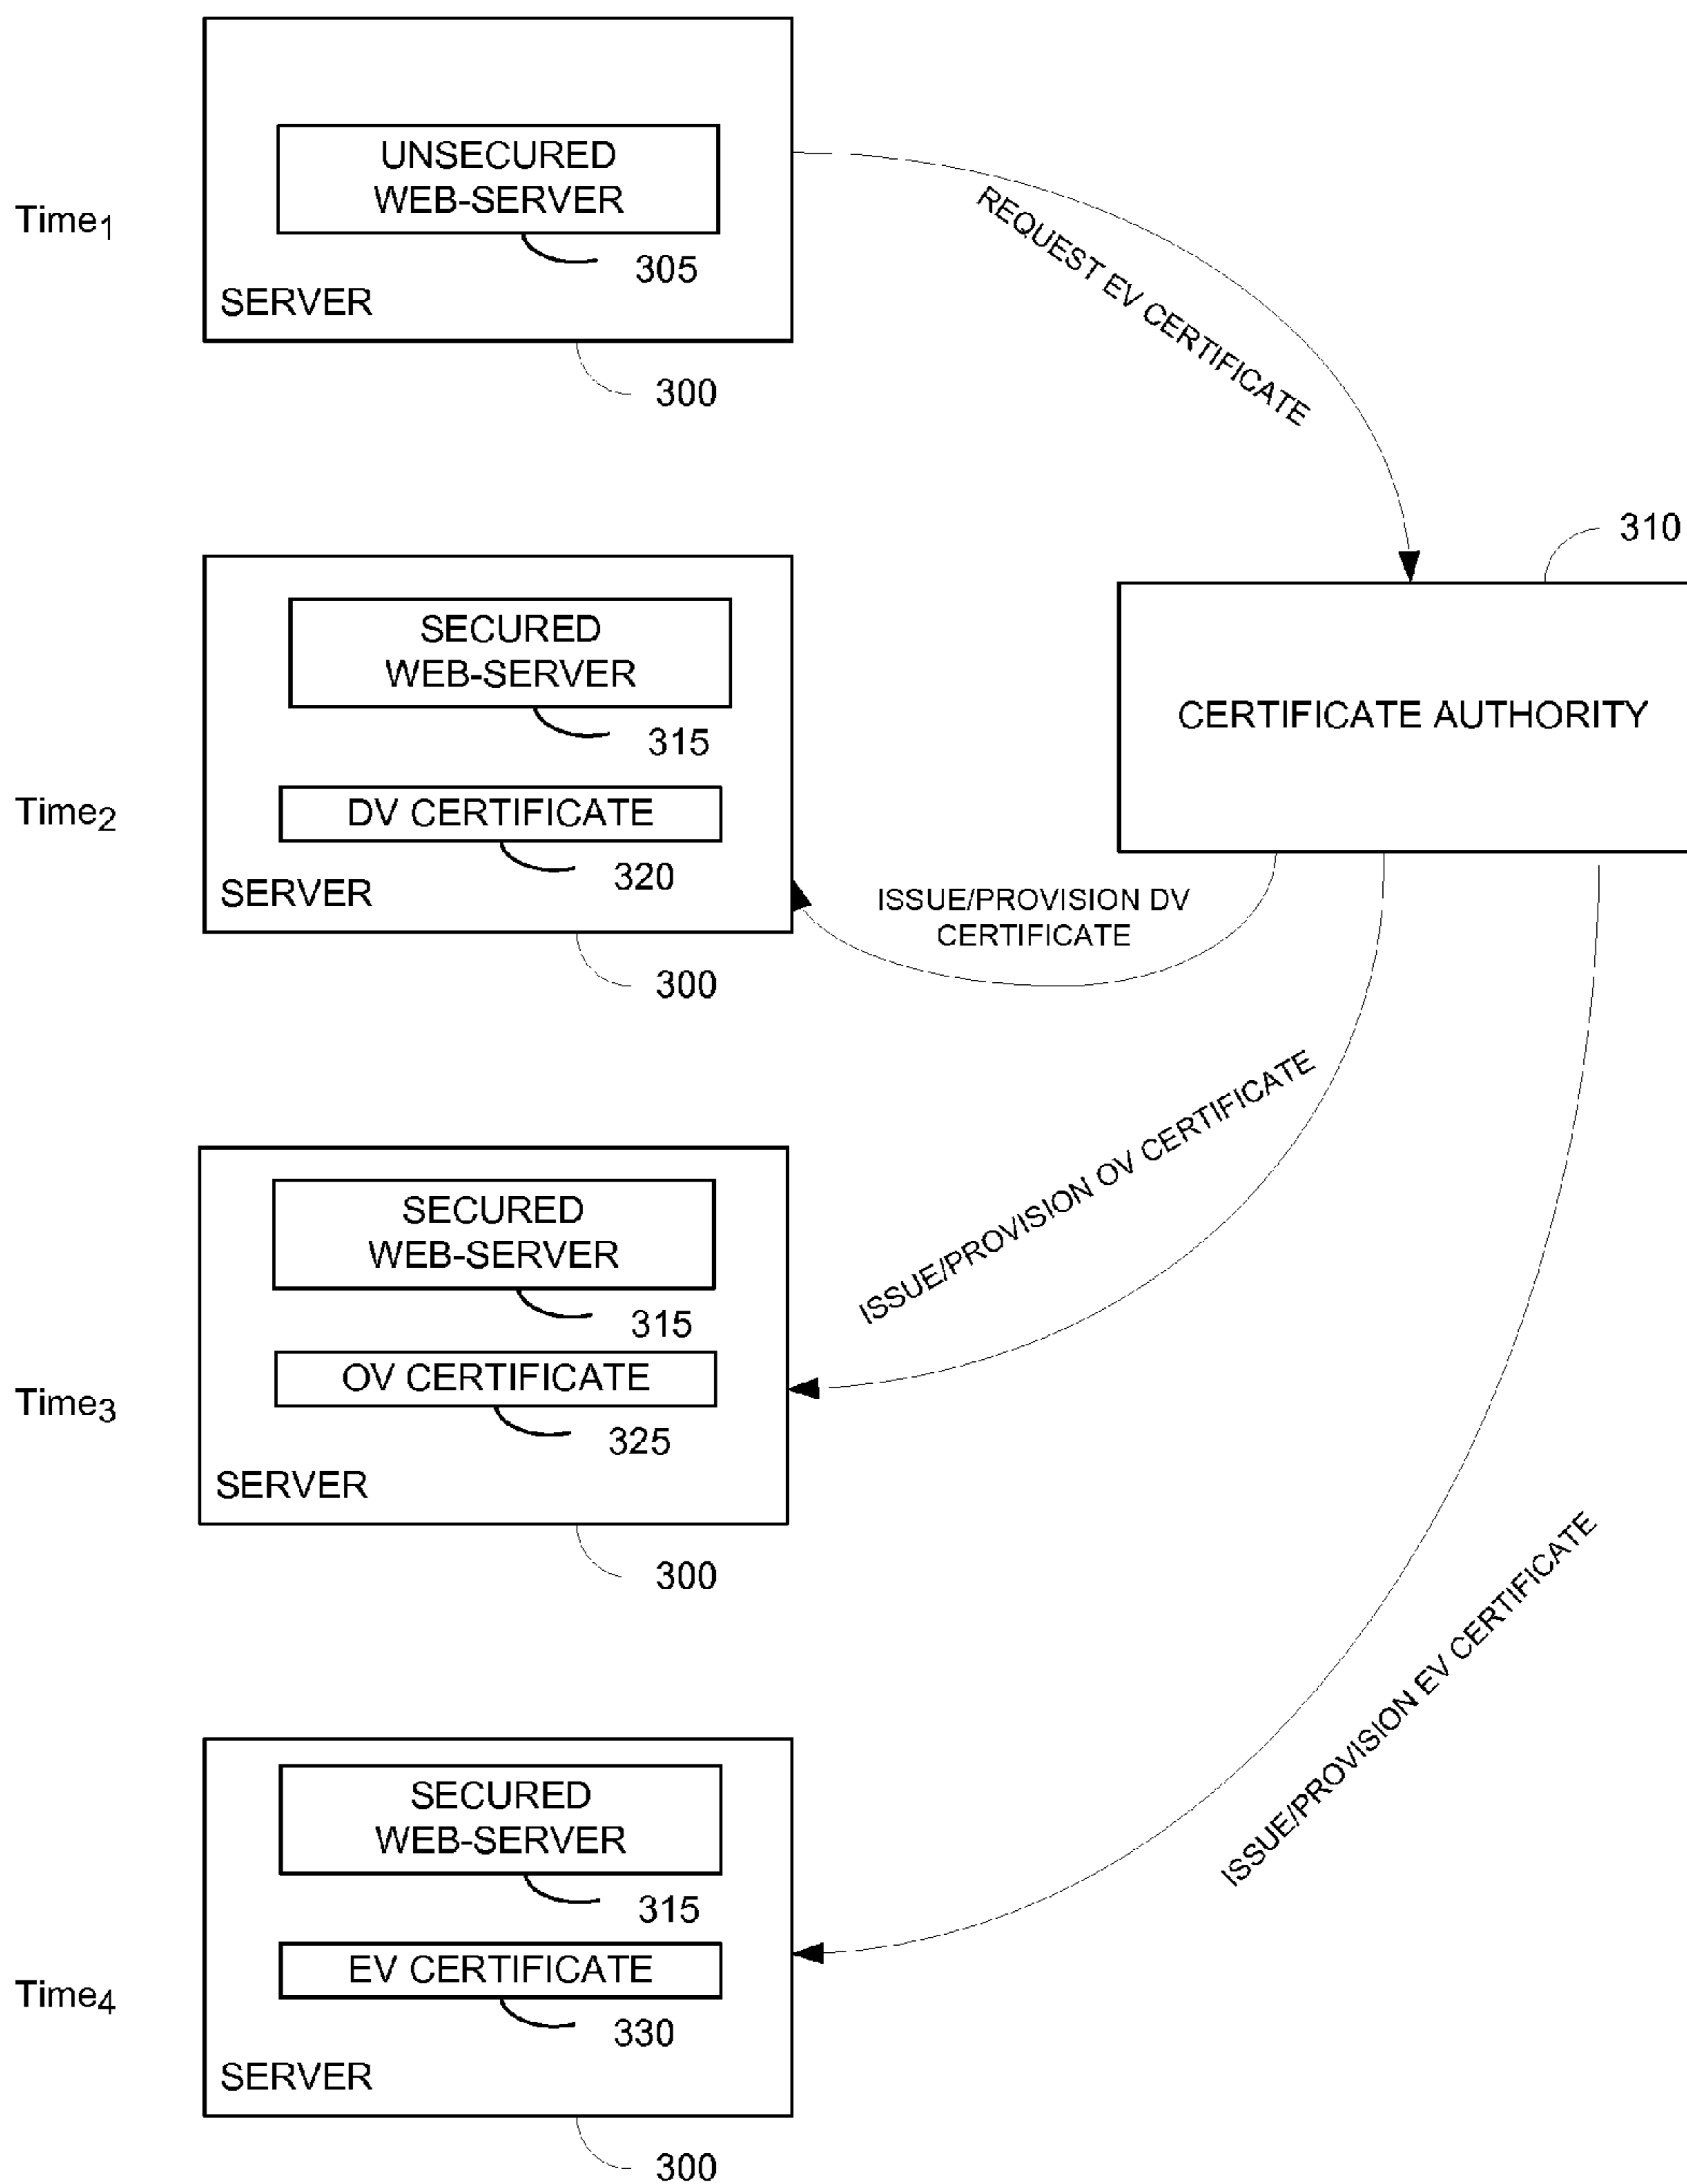 UNSECURED
WEB-SERVER
305
SERVER
300
Time1
REQUEST EV CERTIFICATE
310
CERTIFICATE AUTHORITY
SECURED
WEB-SERVER
315
DV CERTIFICATE
320
SERVER
300
Time2
ISSUE/PROVISION DV
CERTIFICATE
SECURED
WEB-SERVER
315
OV CERTIFICATE
325
SERVER
300
Time3
ISSUE/PROVISION OV CERTIFICATE
SECURED
WEB-SERVER
315
EV CERTIFICATE
330
SERVER
300
Time4
ISSUE/PROVISION EV CERTIFICATE